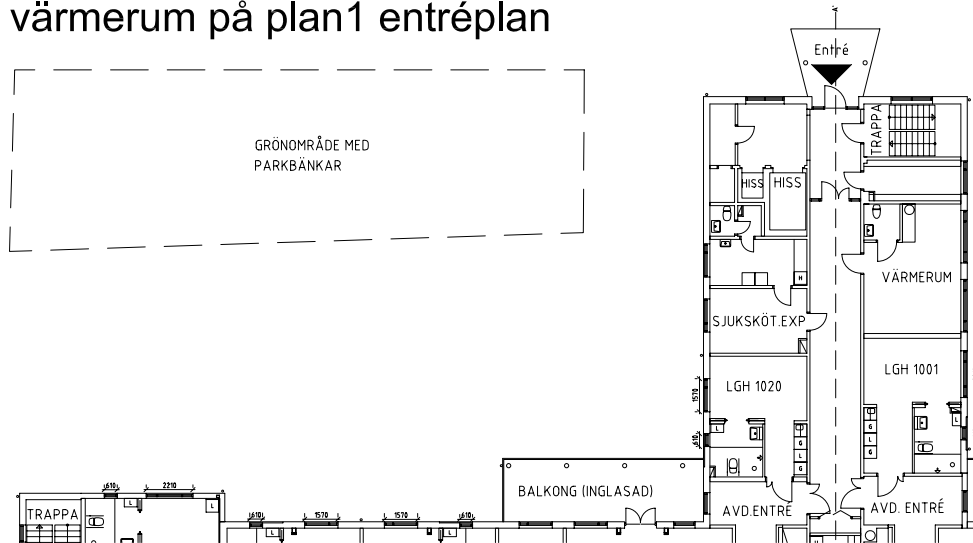 värmerum på plan1 entréplan
Entré
GRÖNOMRÅDE MED
PARKBÄNKAR
TRAPPA
HISS
HISS
VÄRMERUM
H
SJUKSKÖT.EXP
LGH 1001
LGH 1020
1570
610
L
L
G
L
G
G
L
G
G
L
G
BALKONG (INGLASAD)
AVD.ENTRÉ
AVD. ENTRÉ
610
2210
L
L
TRAPPA
610
1570
1570
610
L
L